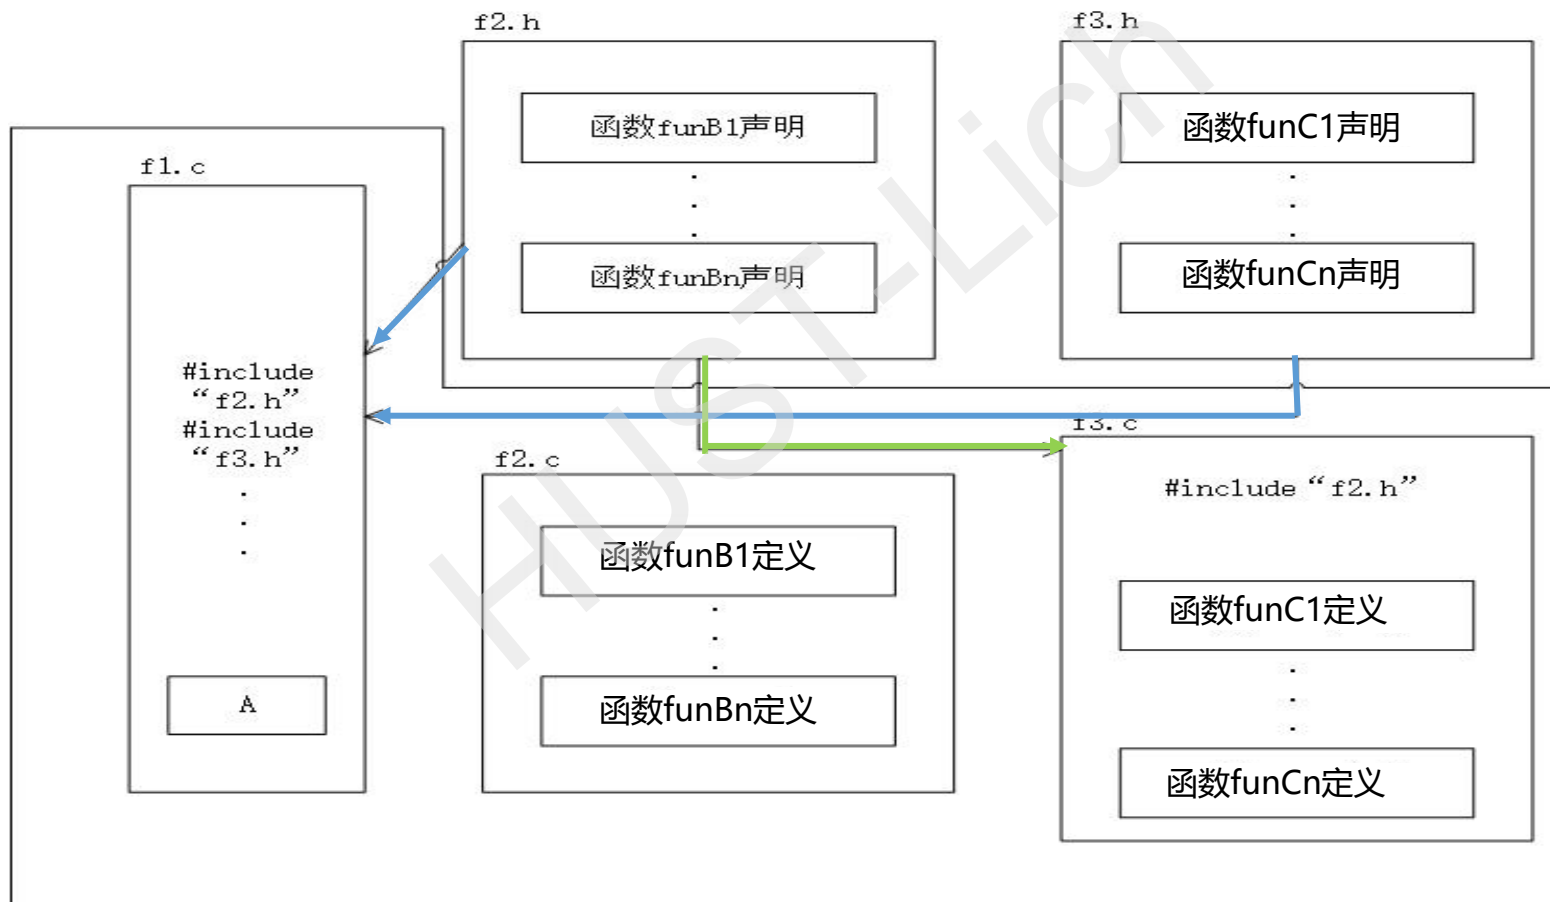 f2.h
函数funB1声明
.
.
.
函数funBn声明
f3.h
函数funC1声明
.
.
.
函数funCn声明
f1.c
#include
“f2.h”
#include
“f3.h”
.
.
.
A
f2.c
函数funB1定义
.
.
.
函数funBn定义
f3.c
#include“f2.h”
函数funC1定义
.
.
.
函数funCn定义
HUST-Lich